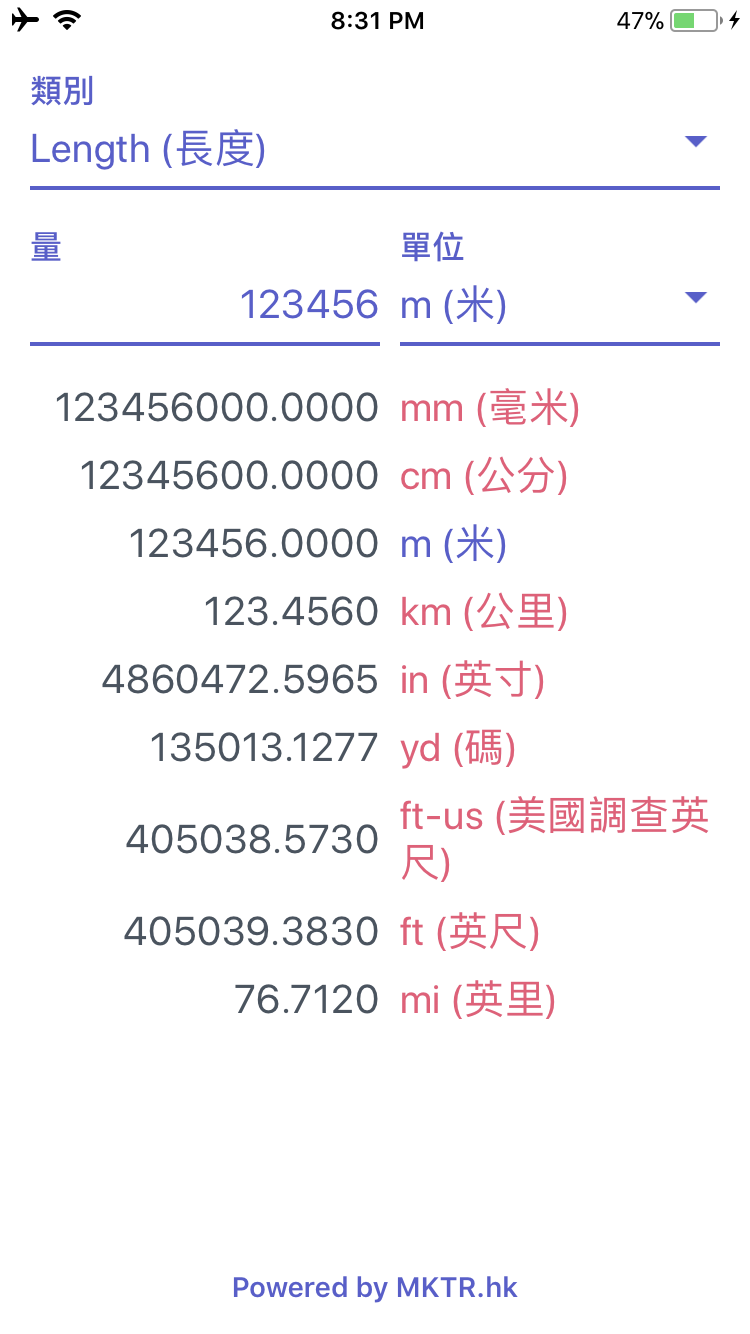 8:31 PM 47%
類別
Length (長度)
量 單位
123456 m (米)
123456000.0000 mm (毫米)
12345600.0000 cm (公分)
123456.0000 m (米)
123.4560 km (公里)
4860472.5965 in (英寸)
135013.1277 yd (碼)
405038.5730 ft-us (美國調查英
尺)
405039.3830 ft (英尺)
76.7120 mi (英里)
Powered by MKTR.hk